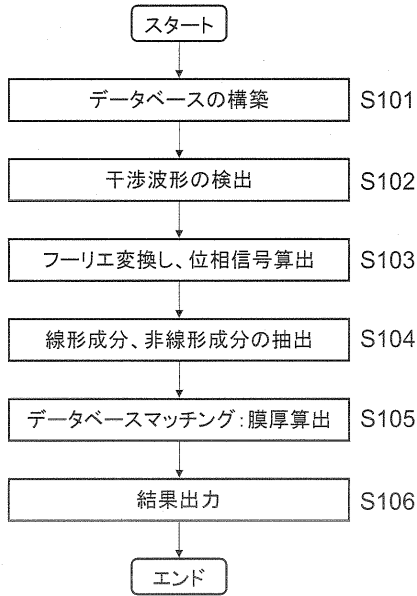 スタート
データベースの構築 S101
干渉波形の検出 S102
フーリエ変換し、位相信号算出 S103
線形成分、非線形成分の抽出 S104
データベースマッチング：膜厚算出 S105
結果出力 S106
エンド